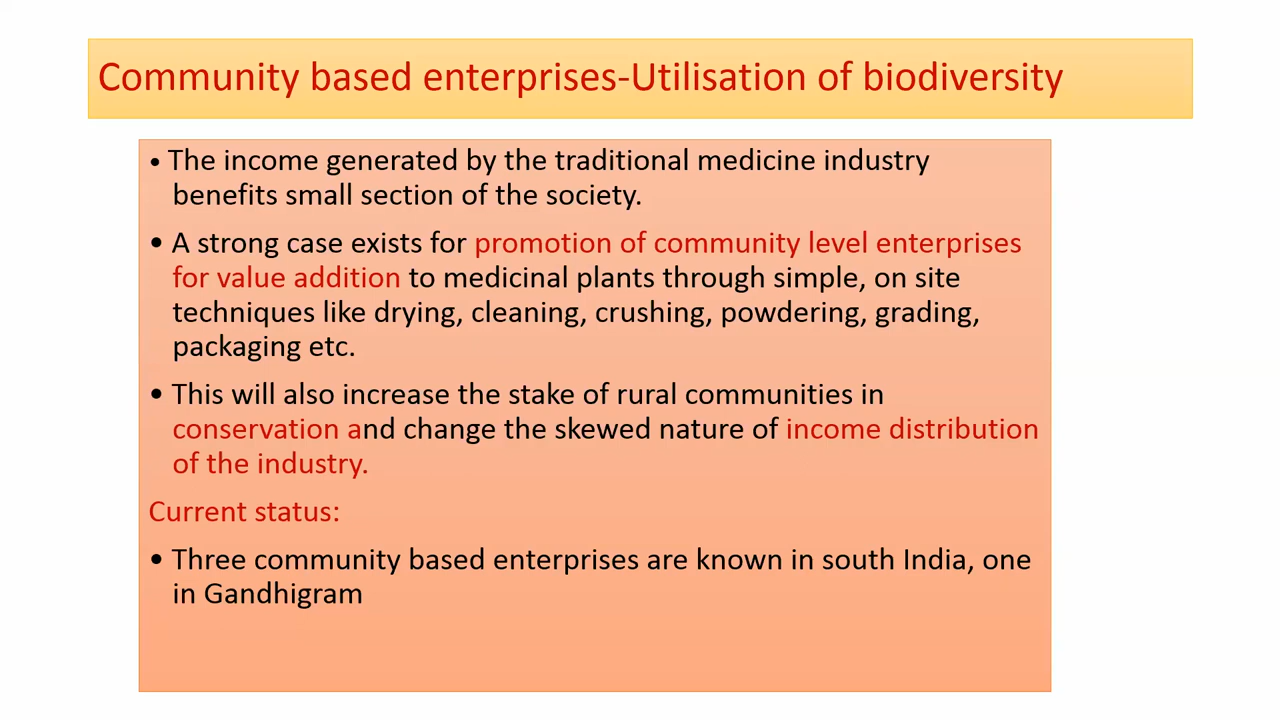 Community based enterprises-Utilisation of biodiversity
• The income generated by the traditional medicine industry
benefits small section of the society.
• A strong case exists for promotion of community level enterprises
for value addition to medicinal plants through simple, on site
techniques like drying, cleaning, crushing, powdering, grading,
packaging etc.
• This will also increase the stake of rural communities in
conservation and change the skewed nature of income distribution
of the industry.
Current status:
• Three community based enterprises are known in south India, one
in Gandhigram